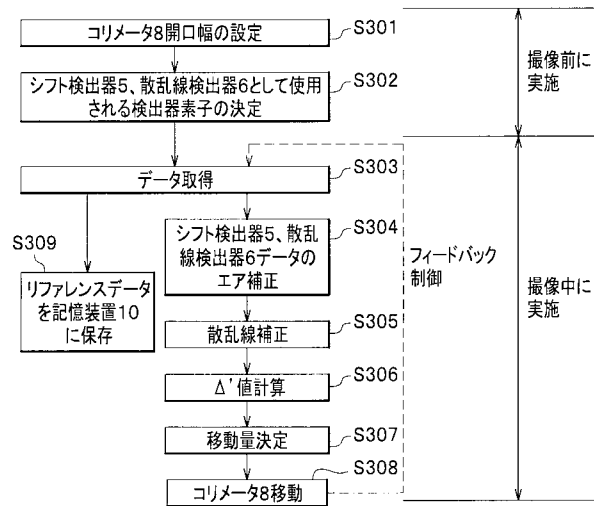 コリメータ8開口幅の設定
S301
シフト検出器5、散乱線検出器6として使用
される検出器素子の決定
S302
撮像前に
実施
データ取得
S303
S309
リファレンスデータ
を記憶装置10
に保存
シフト検出器5、散乱
線検出器6データの
エア補正
S304
フィードバック
制御
撮像中に
実施
散乱線補正
S305
Δ'値計算
S306
移動量決定
S307
コリメータ8移動
S308